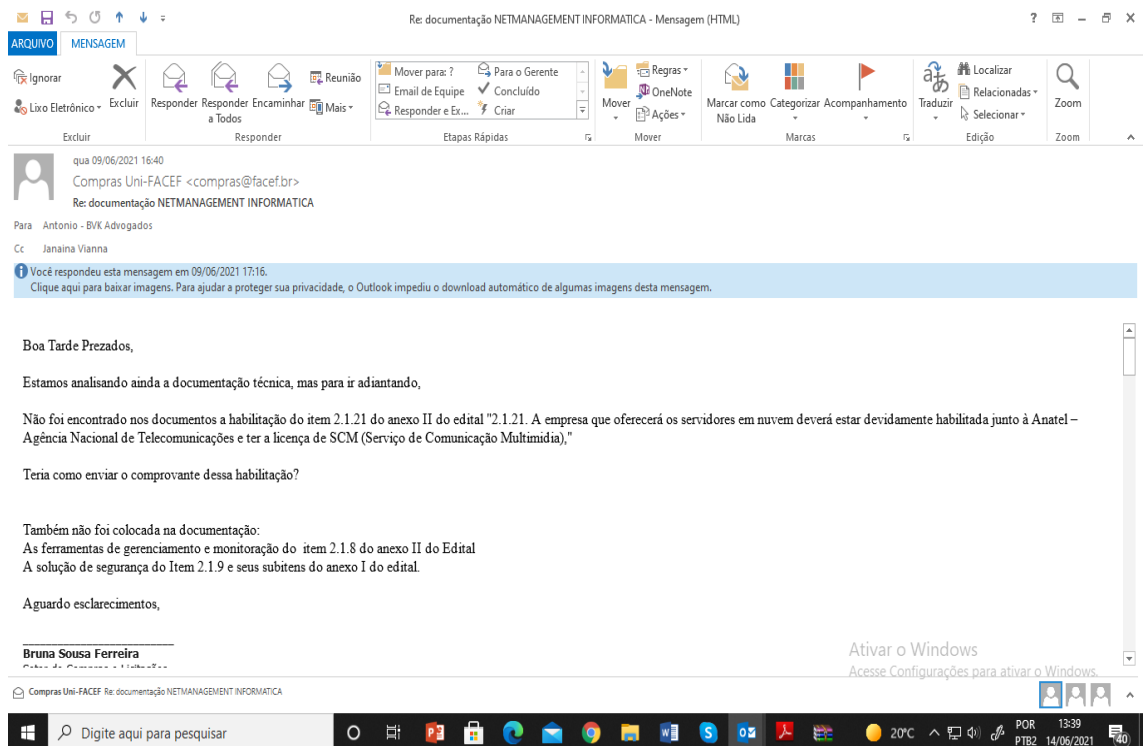 Re: documentação NETMANAGEMENT INFORMATICA - Mensagem (HTML)
ARQUIVO MENSAGEM
Ignorar
Lixo Eletrônico
Excluir
Responder
Responder a Todos
Encaminhar
Reunião
Mais
Mover para: ?
Email de Equipe
Responder e Ex...
Para o Gerente
Concluído
Criar
Mover
Regras
OneNote
Ações
Marcar como Não Lida
Categorizar
Acompanhamento
Traduzir
Localizar
Relacionadas
Selecionar
Zoom
Excluir Responder Etapas Rápidas Mover Marcas Edição Zoom
qua 09/06/2021 16:40
Compras Uni-FACEF <compras@facef.br>
Re: documentação NETMANAGEMENT INFORMATICA
Para Antonio - BVK Advogados
Cc Janaina Vianna
Você respondeu esta mensagem em 09/06/2021 17:16.
Clique aqui para baixar imagens. Para ajudar a proteger sua privacidade, o Outlook impediu o download automático de algumas imagens desta mensagem.
Boa Tarde Prezados,
Estamos analisando ainda a documentação técnica, mas para ir adiantando,
Não foi encontrado nos documentos a habilitação do item 2.1.21 do anexo II do edital "2.1.21. A empresa que oferecerá os servidores em nuvem deverá estar devidamente habilitada junto à Anatel –
Agência Nacional de Telecomunicações e ter a licença de SCM (Serviço de Comunicação Multimidia),"
Teria como enviar o comprovante dessa habilitação?
Também não foi colocada na documentação:
As ferramentas de gerenciamento e monitoração do item 2.1.8 do anexo II do Edital
A solução de segurança do Item 2.1.9 e seus subitens do anexo I do edital.
Aguardo esclarecimentos,
Bruna Sousa Ferreira
Ativar o Windows
Acesse Configurações para ativar o Windows.
Compras Uni-FACEF Re: documentação NETMANAGEMENT INFORMATICA
Digite aqui para pesquisar
20°C
POR
PTB2
13:39
14/06/2021
40